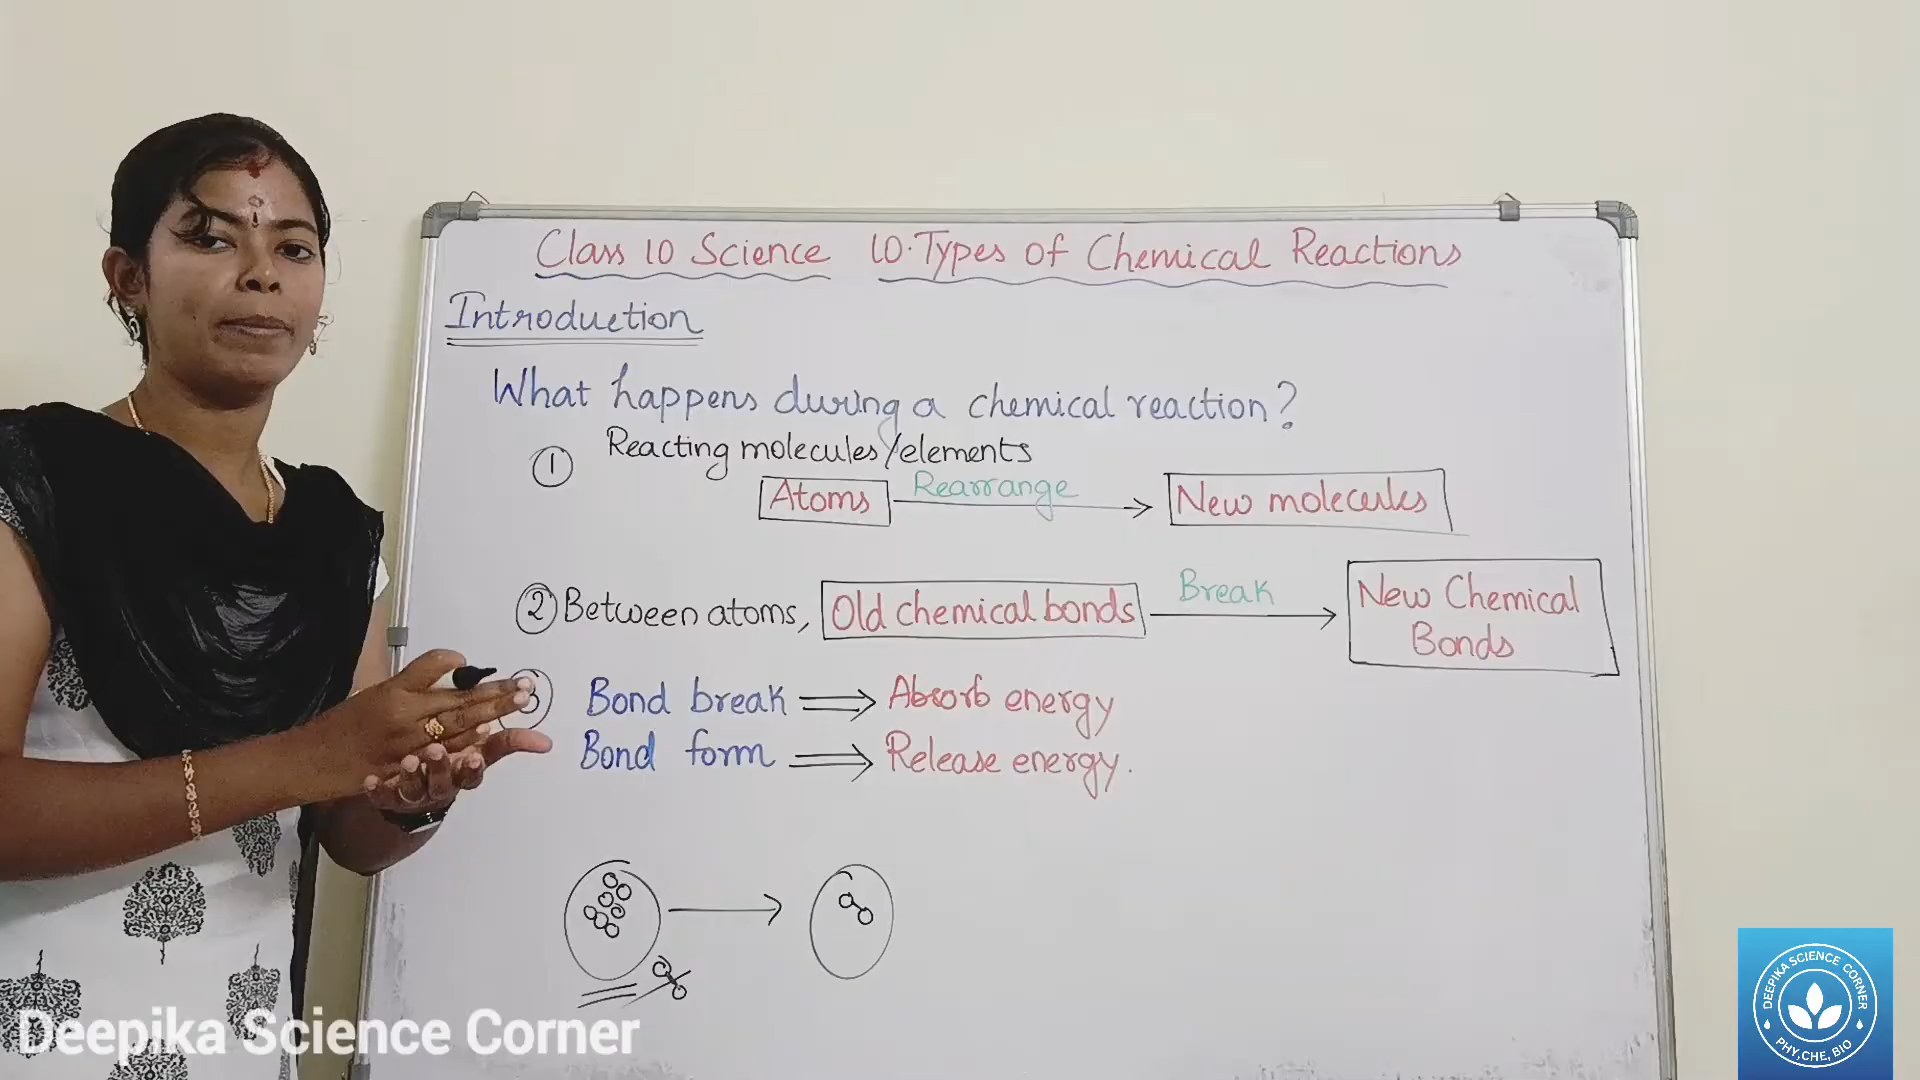 Class 10 Science 10. Types of Chemical Reactions
Introduction
What happens during a chemical reaction?
1 Reacting molecules/elements
Atoms Rearrange New molecules
2 Between atoms, Old chemical bonds Break New Chemical Bonds
3 Bond break ⟹ Absorb energy
Bond form ⟹ Release energy.
Deepika Science Corner
DEEPIKA SCIENCE CORNER
PHY, CHE, BIO